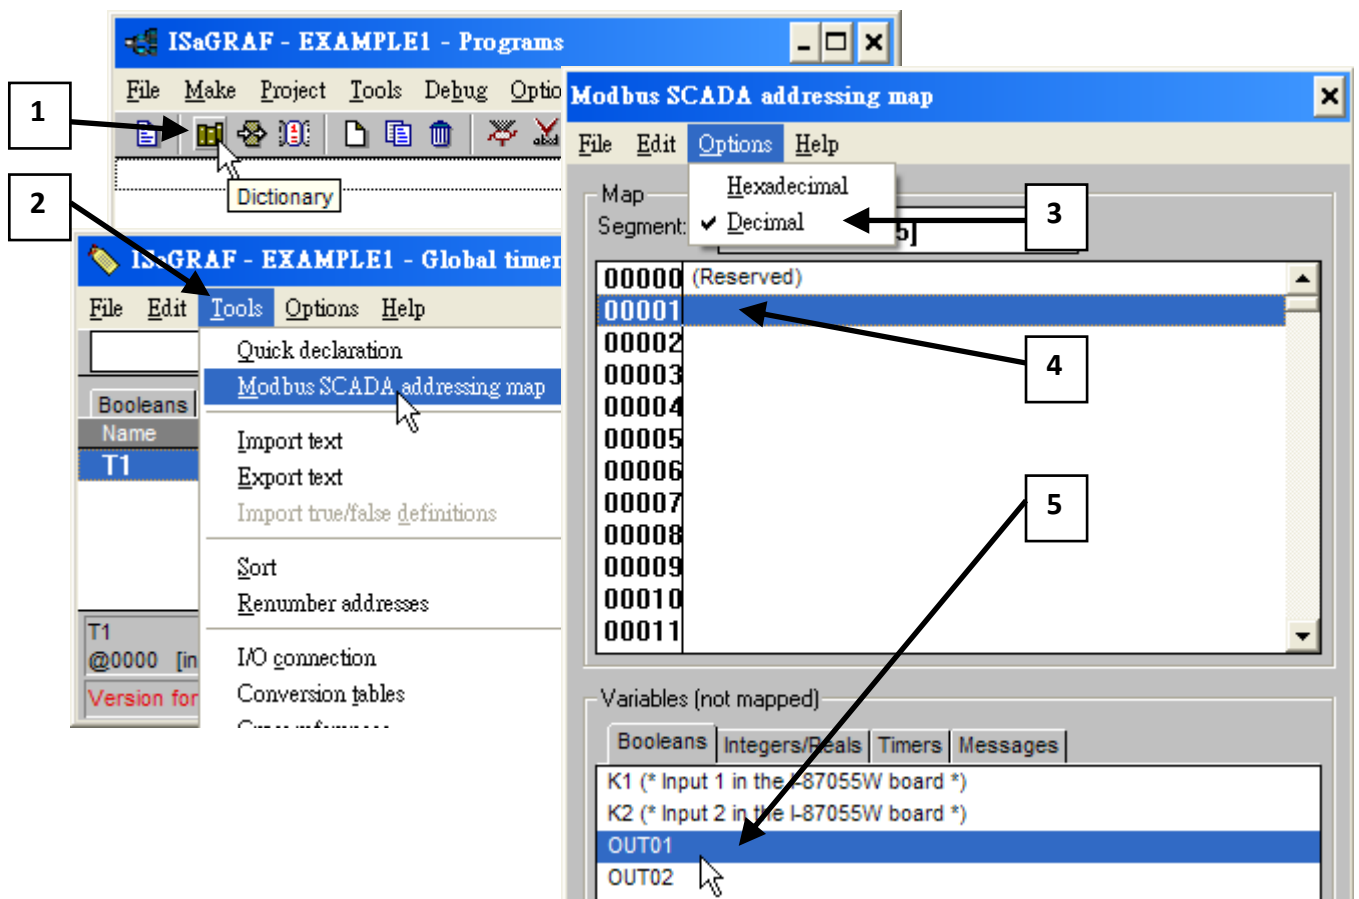 ISaGRAF - EXAMPLE1 - Programs
File Make Project Tools Debug Optio
1
Dictionary
2
ISaGRAF - EXAMPLE1 - Global timer
File Edit Tools Options Help
Quick declaration
Modbus SCADA addressing map
Import text
Export text
Import true/false definitions
Sort
Renumber addresses
I/O connection
Conversion tables
Booleans
Name
T1
T1
@0000 [in
Version for
Modbus SCADA addressing map
File Edit Options Help
Hexadecimal
Decimal
3
Map
Segment:
5]
00000 (Reserved)
00001
00002
00003
00004
00005
00006
00007
00008
00009
00010
00011
4
5
Variables (not mapped)
Booleans Integers/Reals Timers Messages
K1 (* Input 1 in the I-87055W board *)
K2 (* Input 2 in the I-87055W board *)
OUT01
OUT02